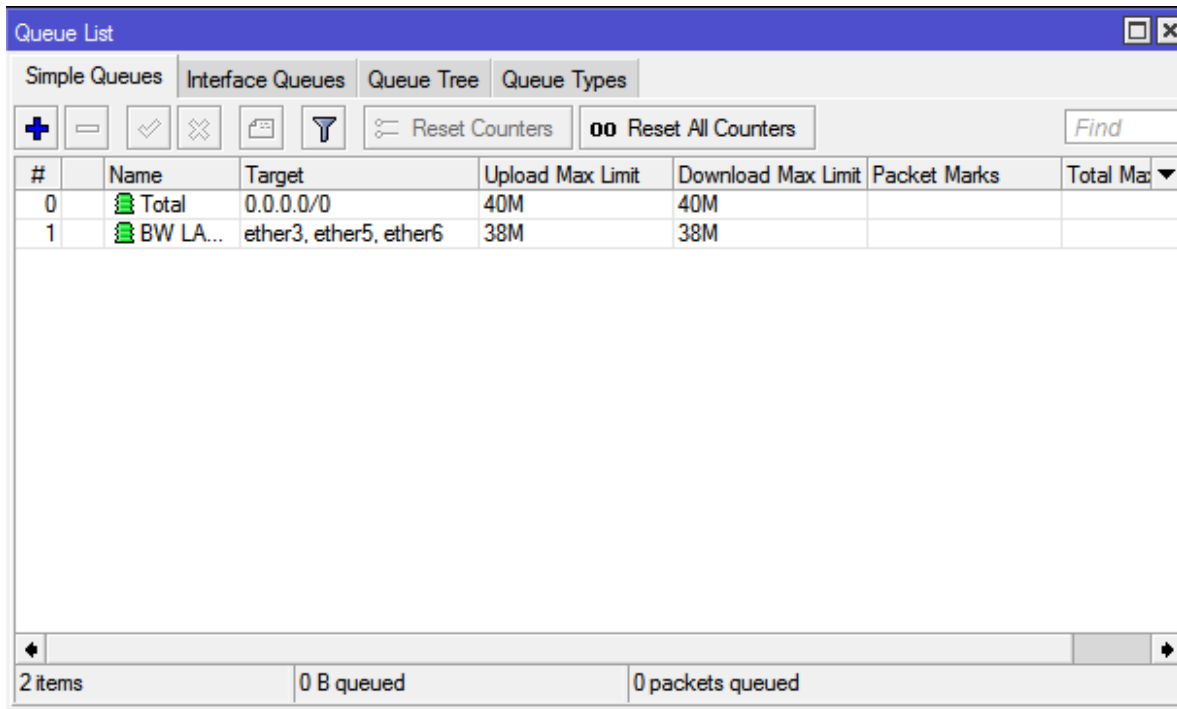 Queue List
Simple Queues Interface Queues Queue Tree Queue Types
Reset Counters 00 Reset All Counters Find
# Name Target Upload Max Limit Download Max Limit Packet Marks Total Max
0 Total 0.0.0.0/0 40M 40M
1 BW LA... ether3, ether5, ether6 38M 38M
2 items 0 B queued 0 packets queued